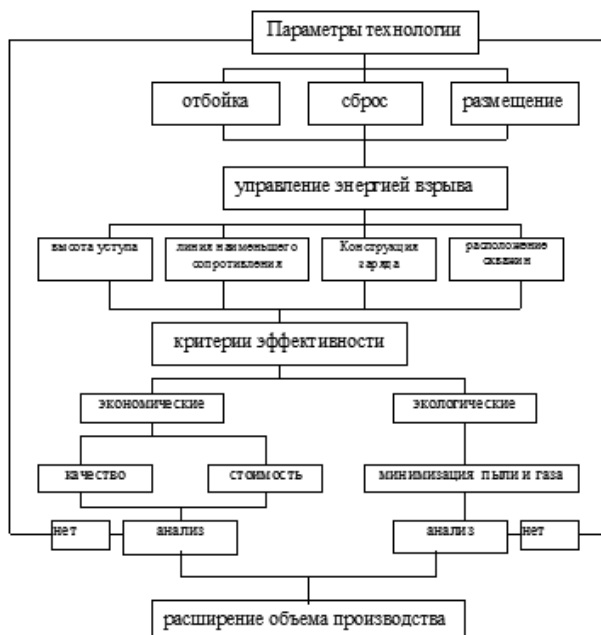 Параметры технологии
отбойка
сброс
размещение
управление энергией взрыва
высота уступа
линия наименьшего
сопротивления
Конструкция
гаряда
расположение
скважин
критерии эффективности
экономические
экологические
качество
стоимость
минимизация пыли и газа
нет
анализ
анализ
нет
расширение объема производства